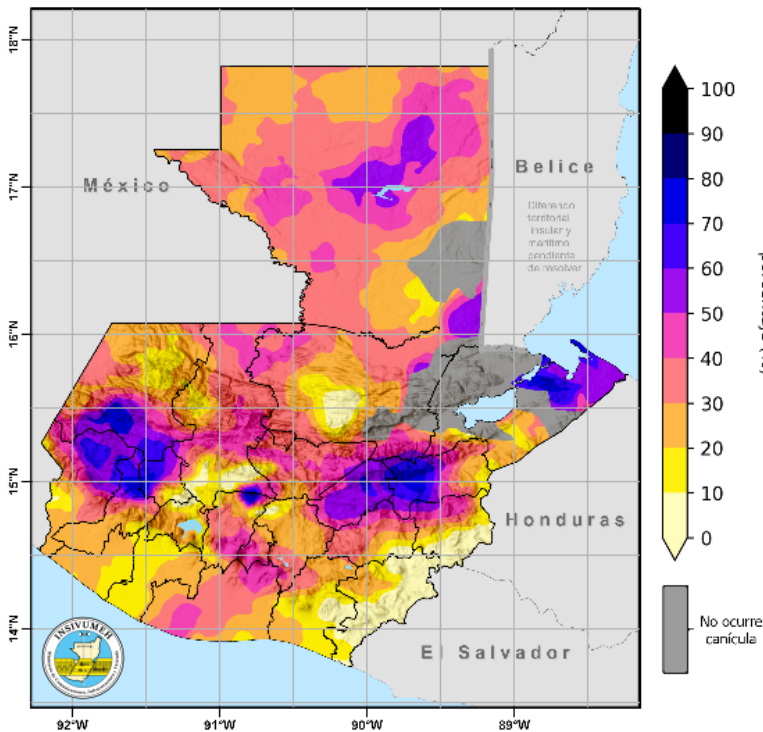 18°N
17°N
16°N
15°N
14°N
92°W
91°W
90°W
89°W
México
Belice
Diferendo
territorial
insular y
marítimo
pendiente
de resolver
Honduras
El Salvador
INSIVUMEH
100
90
80
70
60
50
40
30
20
10
0
No ocurre
canícula